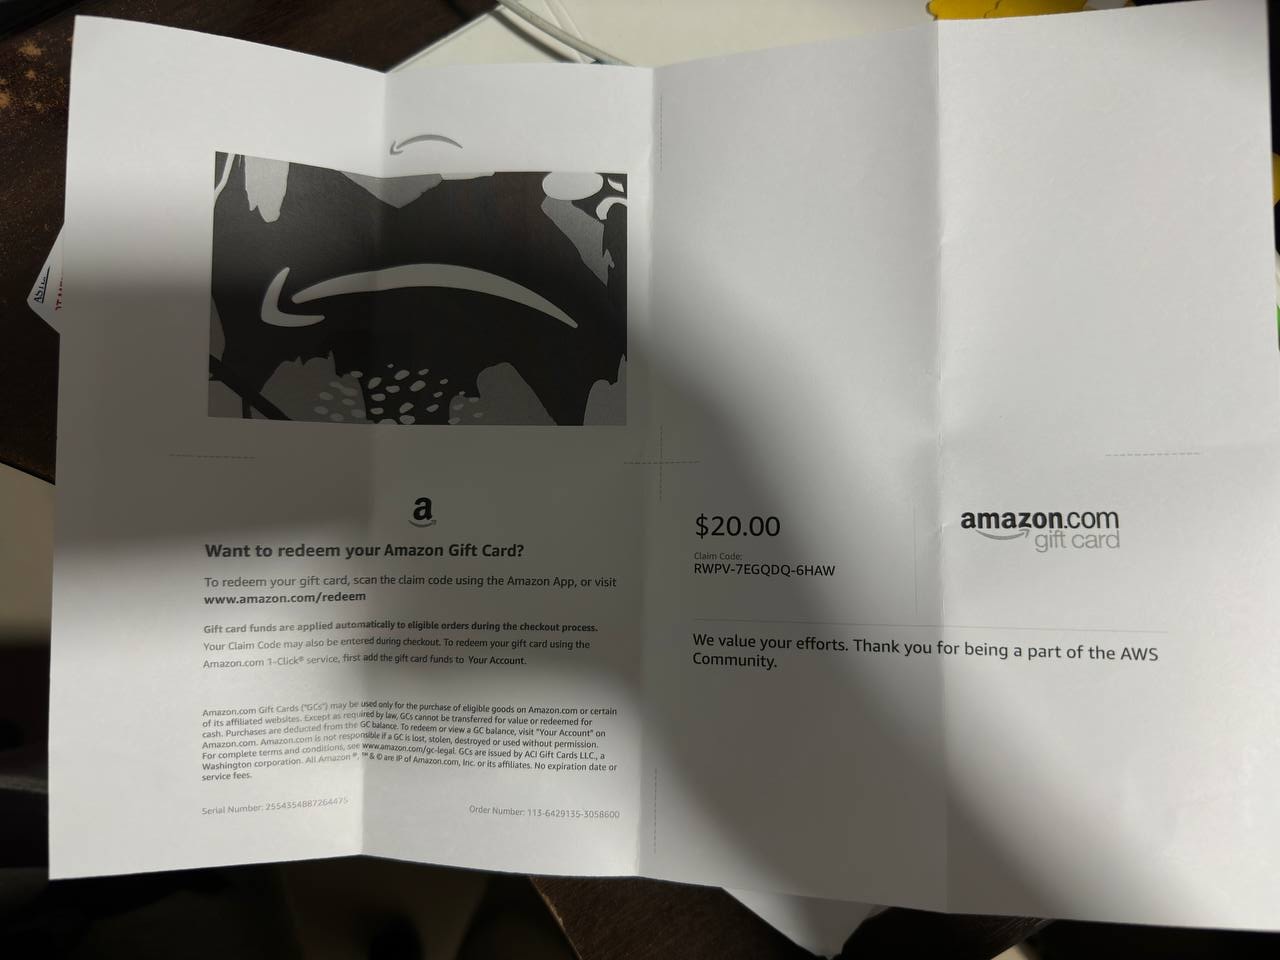 a
Want to redeem your Amazon Gift Card?
To redeem your gift card, scan the claim code using the Amazon App, or visit
www.amazon.com/redeem
Gift card funds are applied automatically to eligible orders during the checkout process.
Your Claim Code may also be entered during checkout. To redeem your gift card using the
Amazon.com 1-Click® service, first add the gift card funds to Your Account.
Amazon.com Gift Cards ("GCs") may be used only for the purchase of eligible goods on Amazon.com or certain
of its affiliated websites. Except as required by law, GCs cannot be transferred for value or redeemed for
cash. Purchases are deducted from the GC balance. To redeem or view a GC balance, visit "Your Account" on
Amazon.com. Amazon.com is not responsible if a GC is lost, stolen, destroyed or used without permission.
For complete terms and conditions, see www.amazon.com/gc-legal. GCs are issued by ACI Gift Cards LLC., a
Washington corporation. All Amazon ®, ™ & © are IP of Amazon.com, Inc. or its affiliates. No expiration date or
service fees.
Serial Number: 2554354887264475
Order Number: 113-6429135-3058600
$20.00
Claim Code:
RWPV-7EGQDQ-6HAW
amazon.com
gift card
We value your efforts. Thank you for being a part of the AWS
Community.